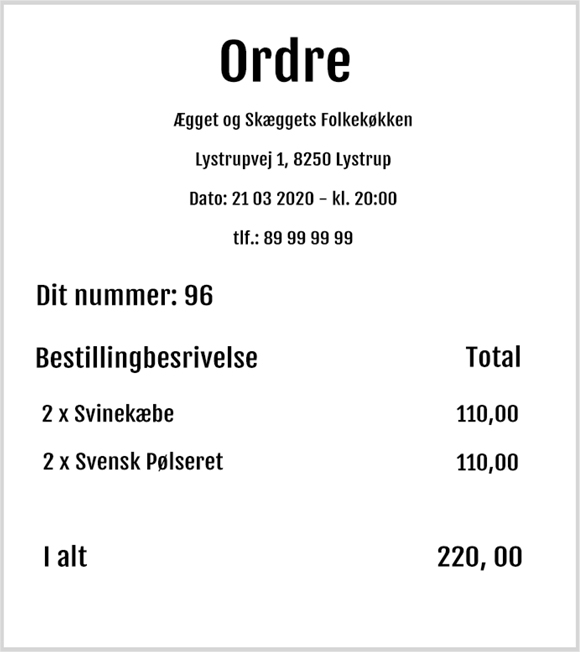 Ordre
Ægget og Skæggets Folkekøkken
Lystrupvej 1, 8250 Lystrup
Dato: 21 03 2020 - kl. 20:00
tlf.: 89 99 99 99
Dit nummer: 96
Bestillingbesrivelse Total
2 x Svinekæbe 110,00
2 x Svensk Pølseret 110,00
I alt 220, 00